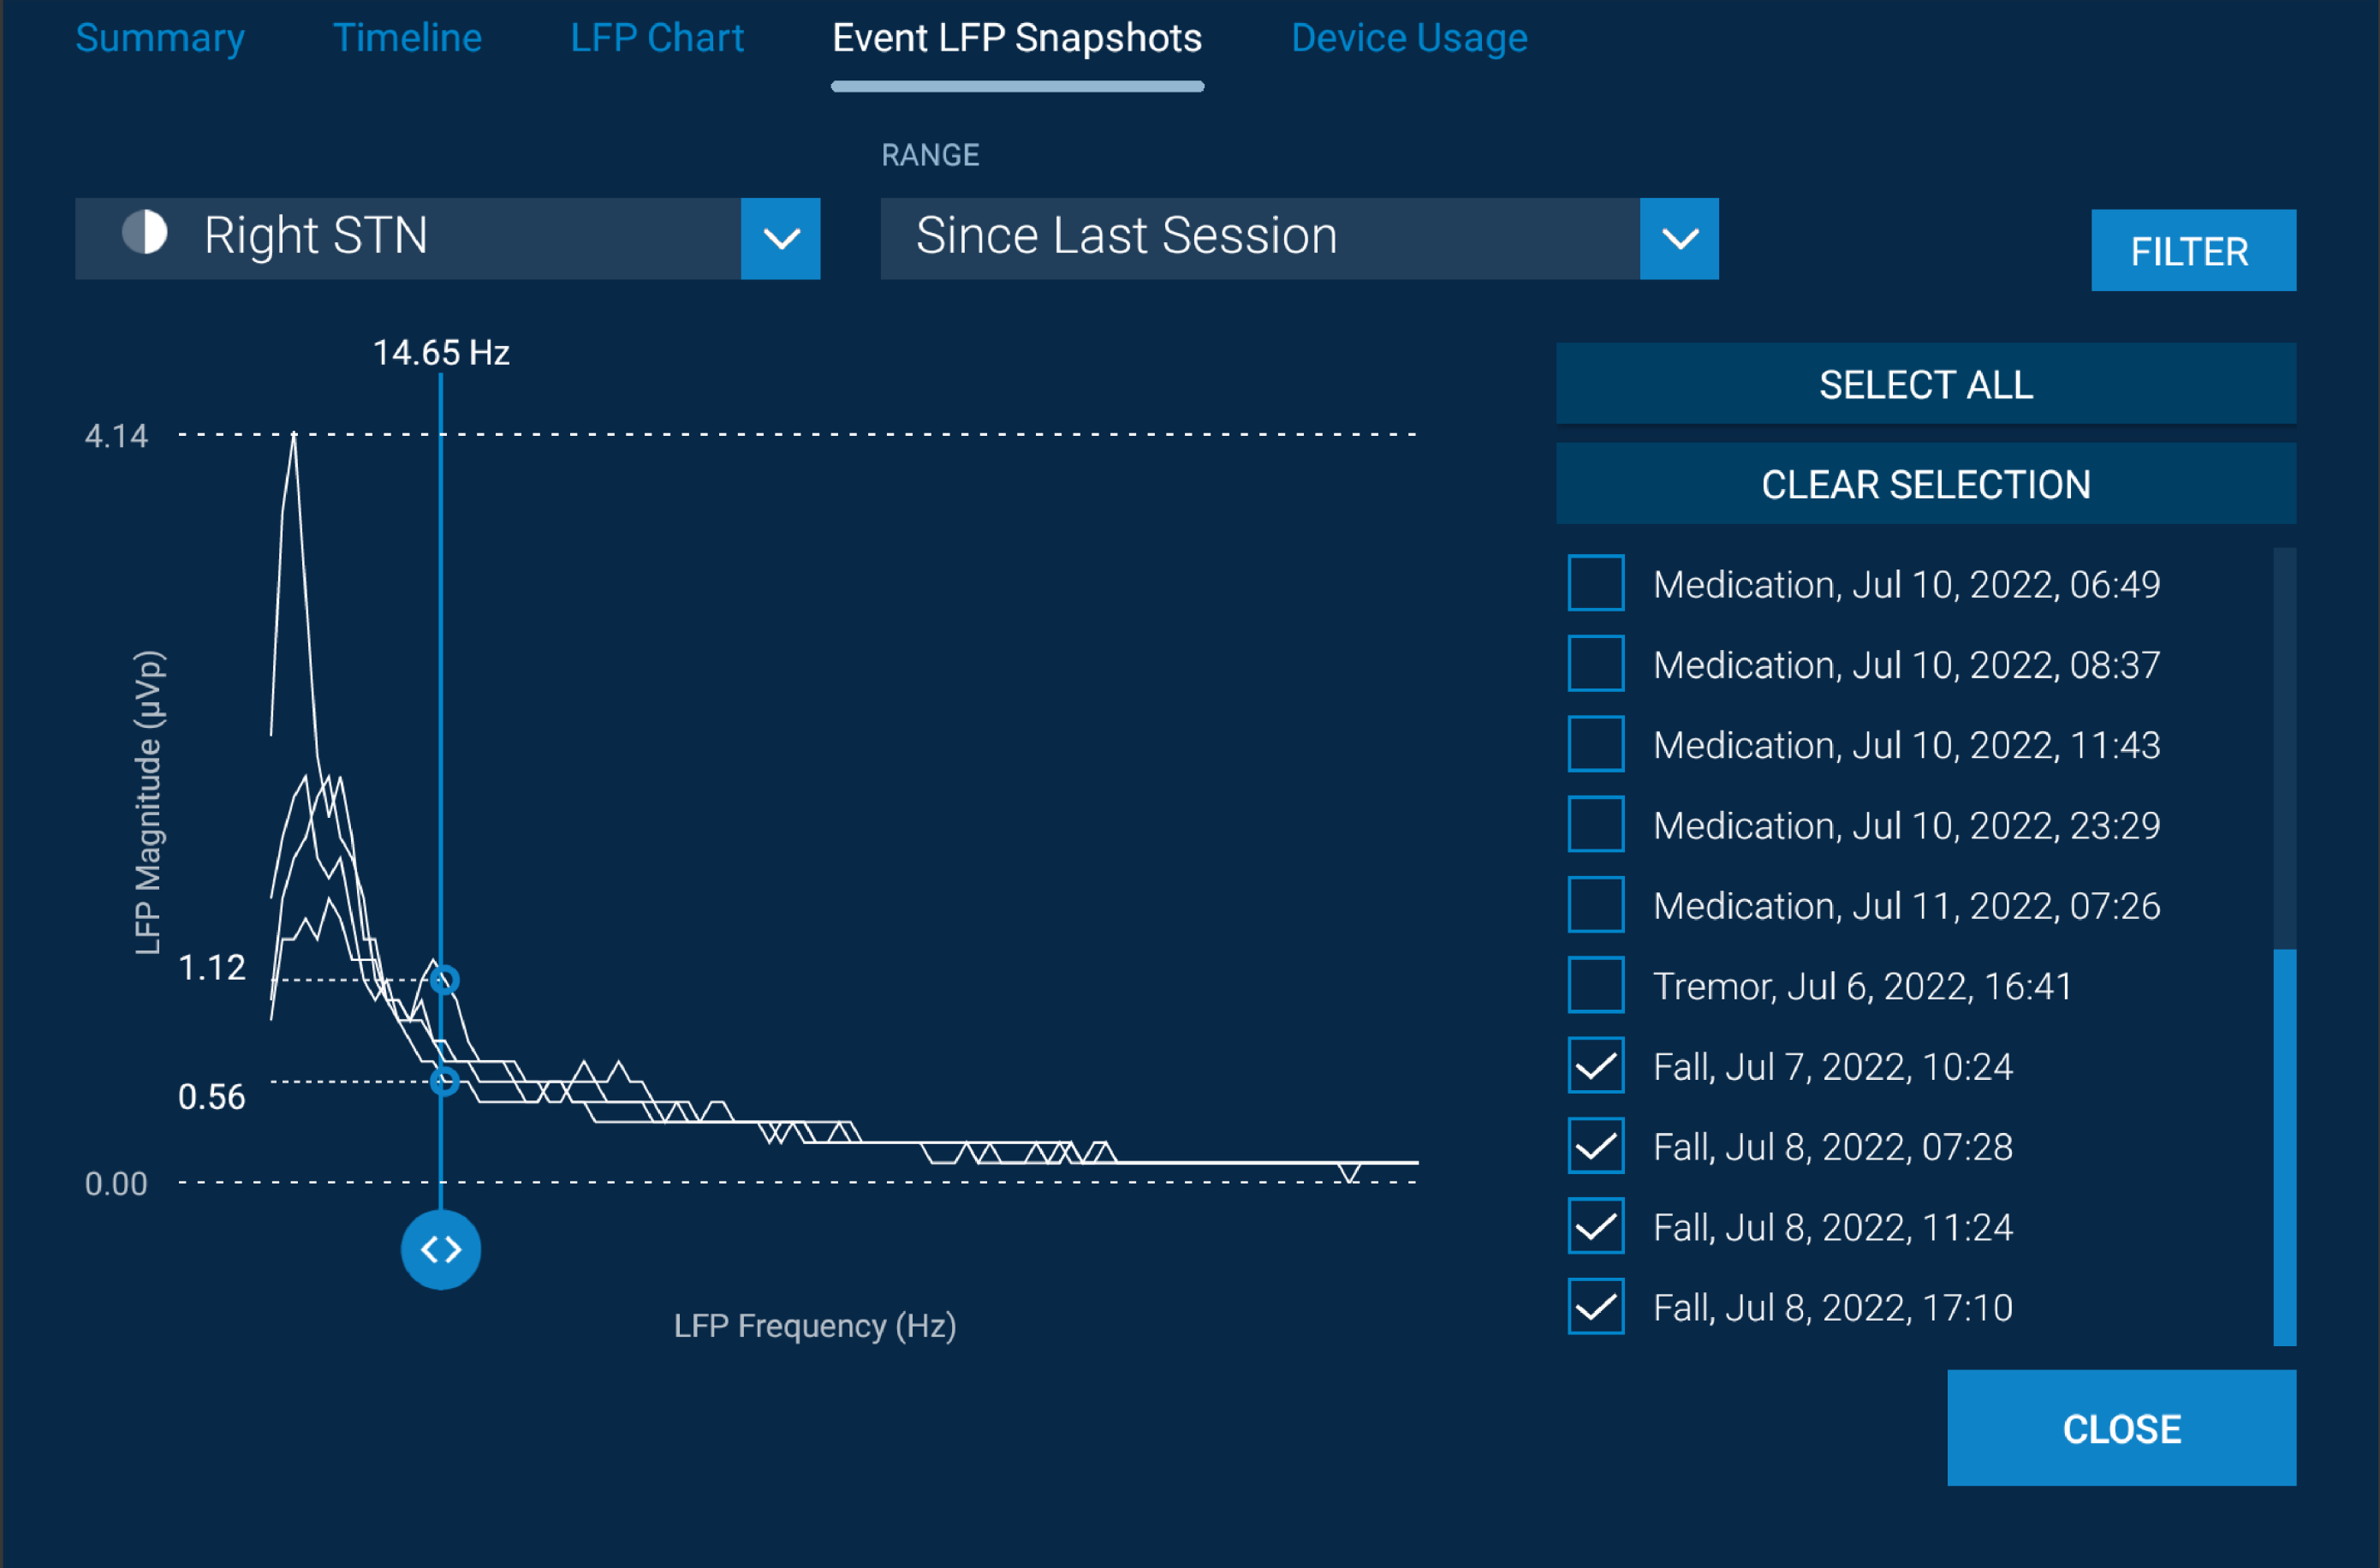 Summary Timeline LFP Chart Event LFP Snapshots Device Usage
RANGE
Right STN Since Last Session FILTER
14.65 Hz
4.14
LFP Magnitude (µVp)
1.12
0.56
0.00
LFP Frequency (Hz)
SELECT ALL
CLEAR SELECTION
Medication, Jul 10, 2022, 06:49
Medication, Jul 10, 2022, 08:37
Medication, Jul 10, 2022, 11:43
Medication, Jul 10, 2022, 23:29
Medication, Jul 11, 2022, 07:26
Tremor, Jul 6, 2022, 16:41
Fall, Jul 7, 2022, 10:24
Fall, Jul 8, 2022, 07:28
Fall, Jul 8, 2022, 11:24
Fall, Jul 8, 2022, 17:10
CLOSE